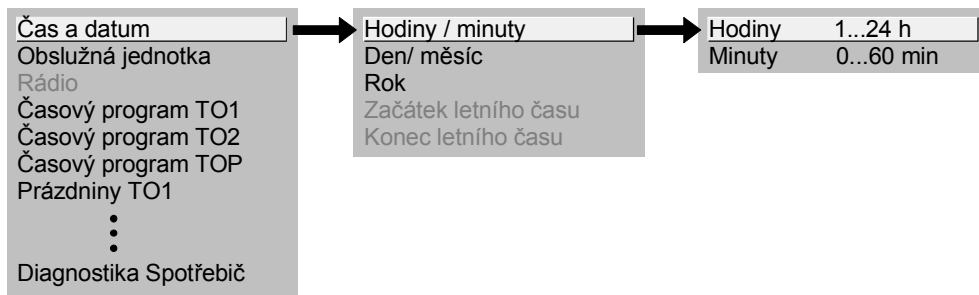 Čas a datum
Obslužná jednotka
Rádio
Časový program TO1
Časový program TO2
Časový program TOP
Prázdniny TO1
Diagnostika Spotřebič
Hodiny / minuty
Den/ měsíc
Rok
Začátek letního času
Konec letního času
Hodiny 1...24 h
Minuty 0...60 min